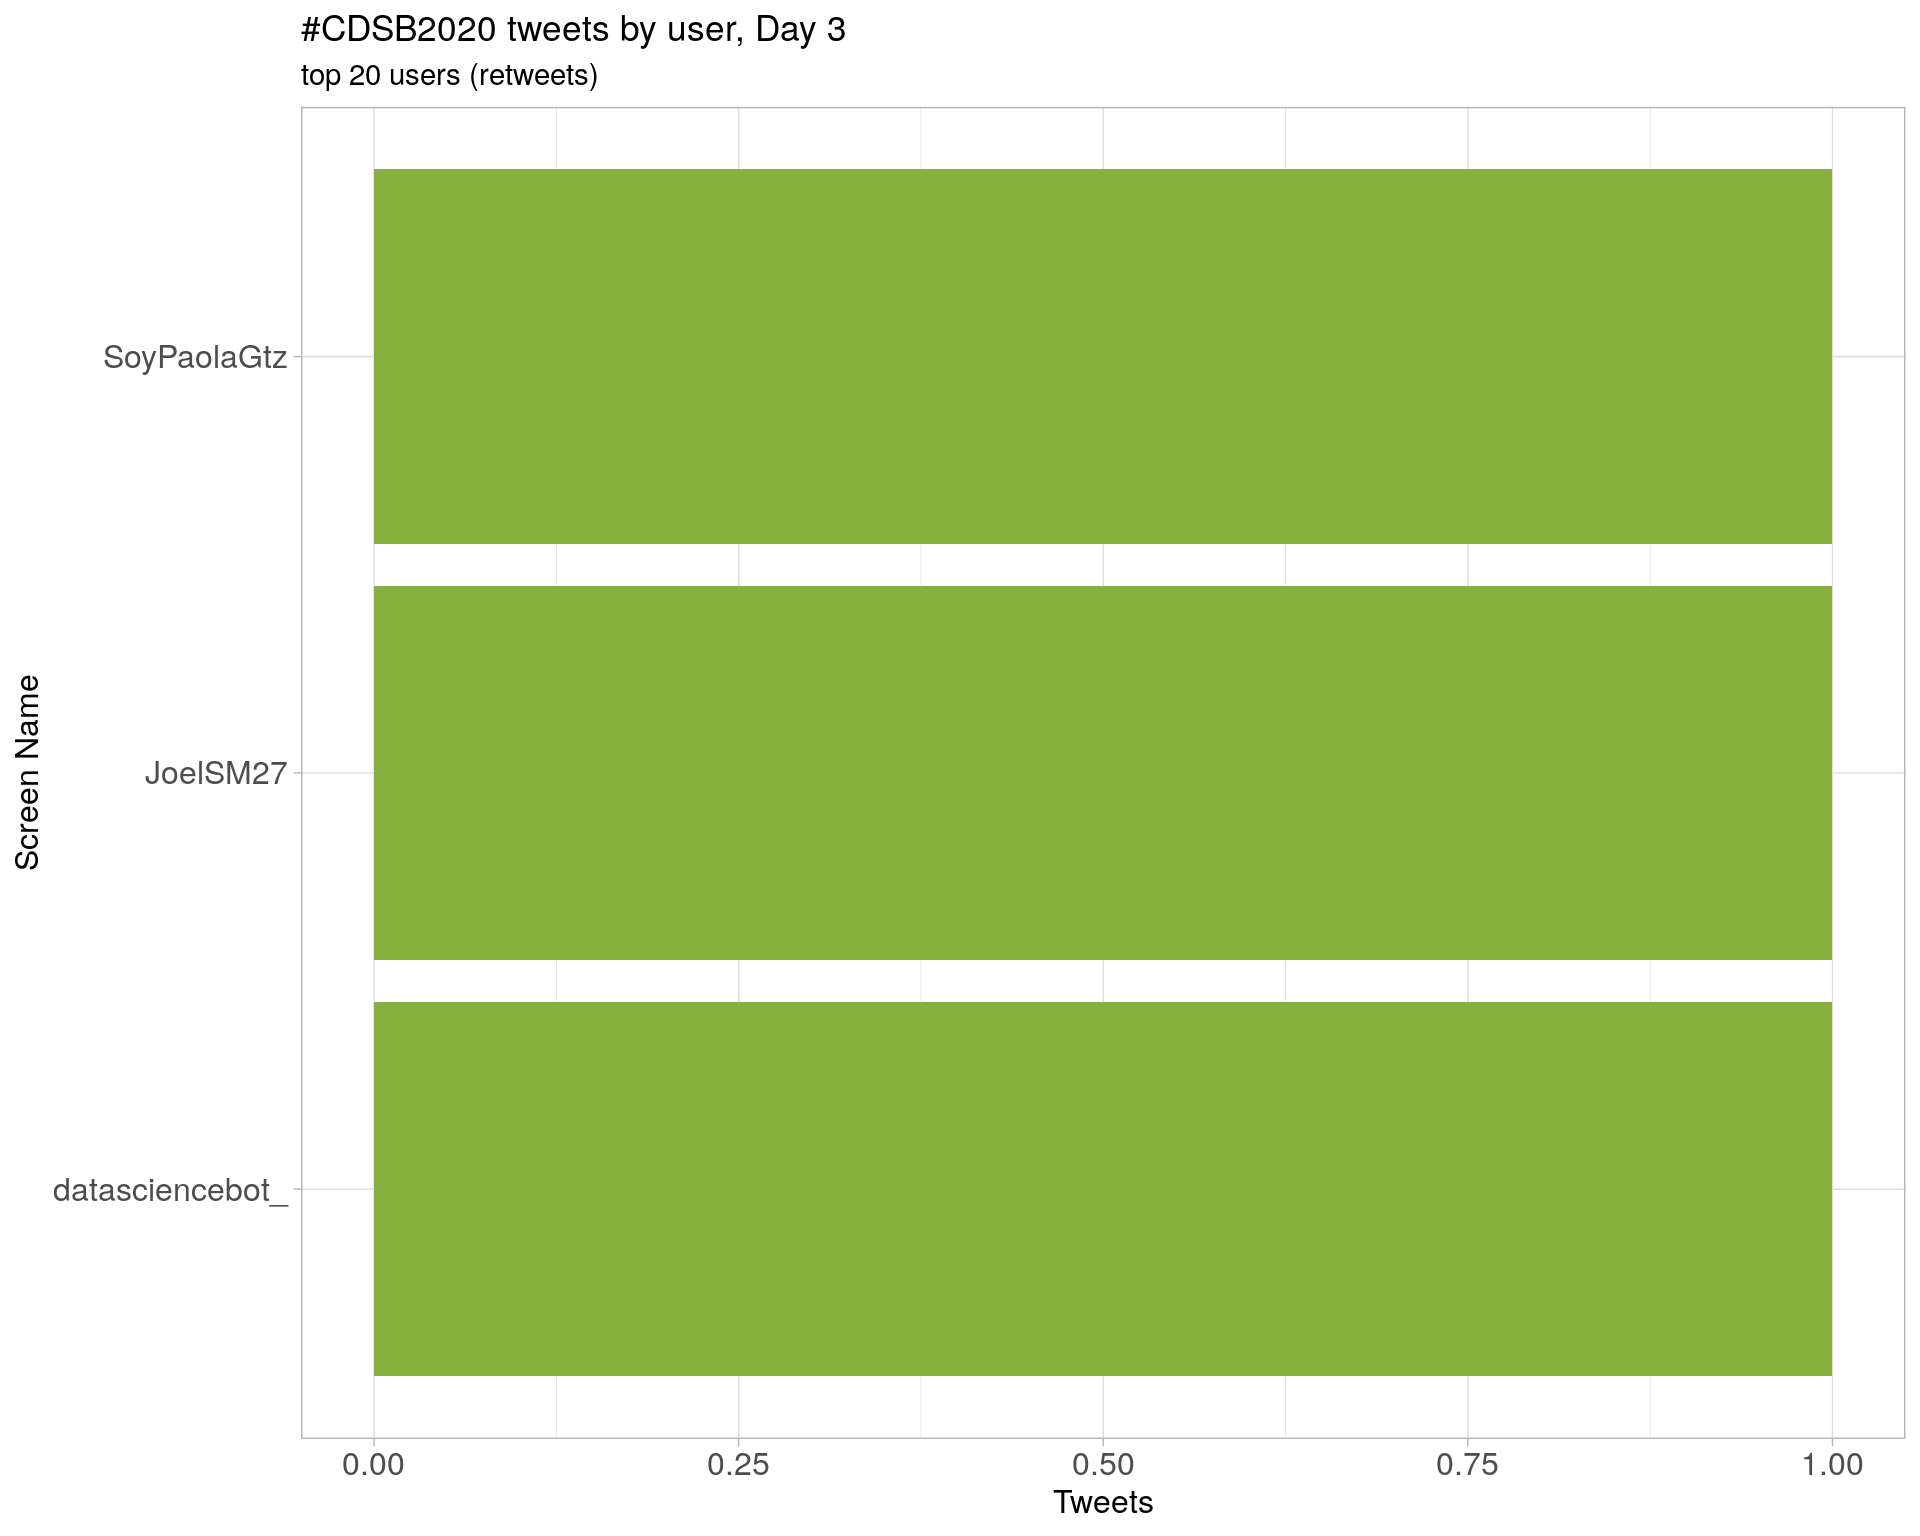 #CDSB2020 tweets by user, Day 3
top 20 users (retweets)
Screen Name
SoyPaolaGtz
JoelSM27
datasciencebot_
0.00 0.25 0.50 0.75 1.00
Tweets